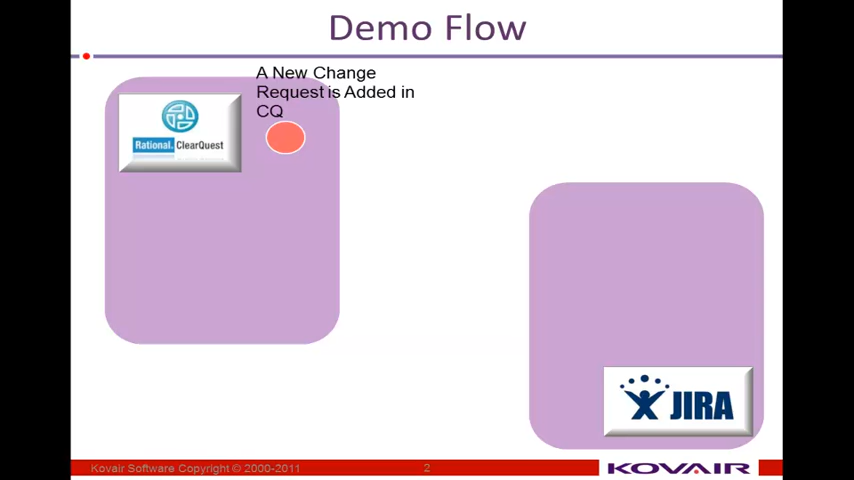 Demo Flow
A New Change
Request is Added in
CQ
Rational. ClearQuest
JIRA
Kovair Software Copyright © 2000-2011
2
KOVAIR